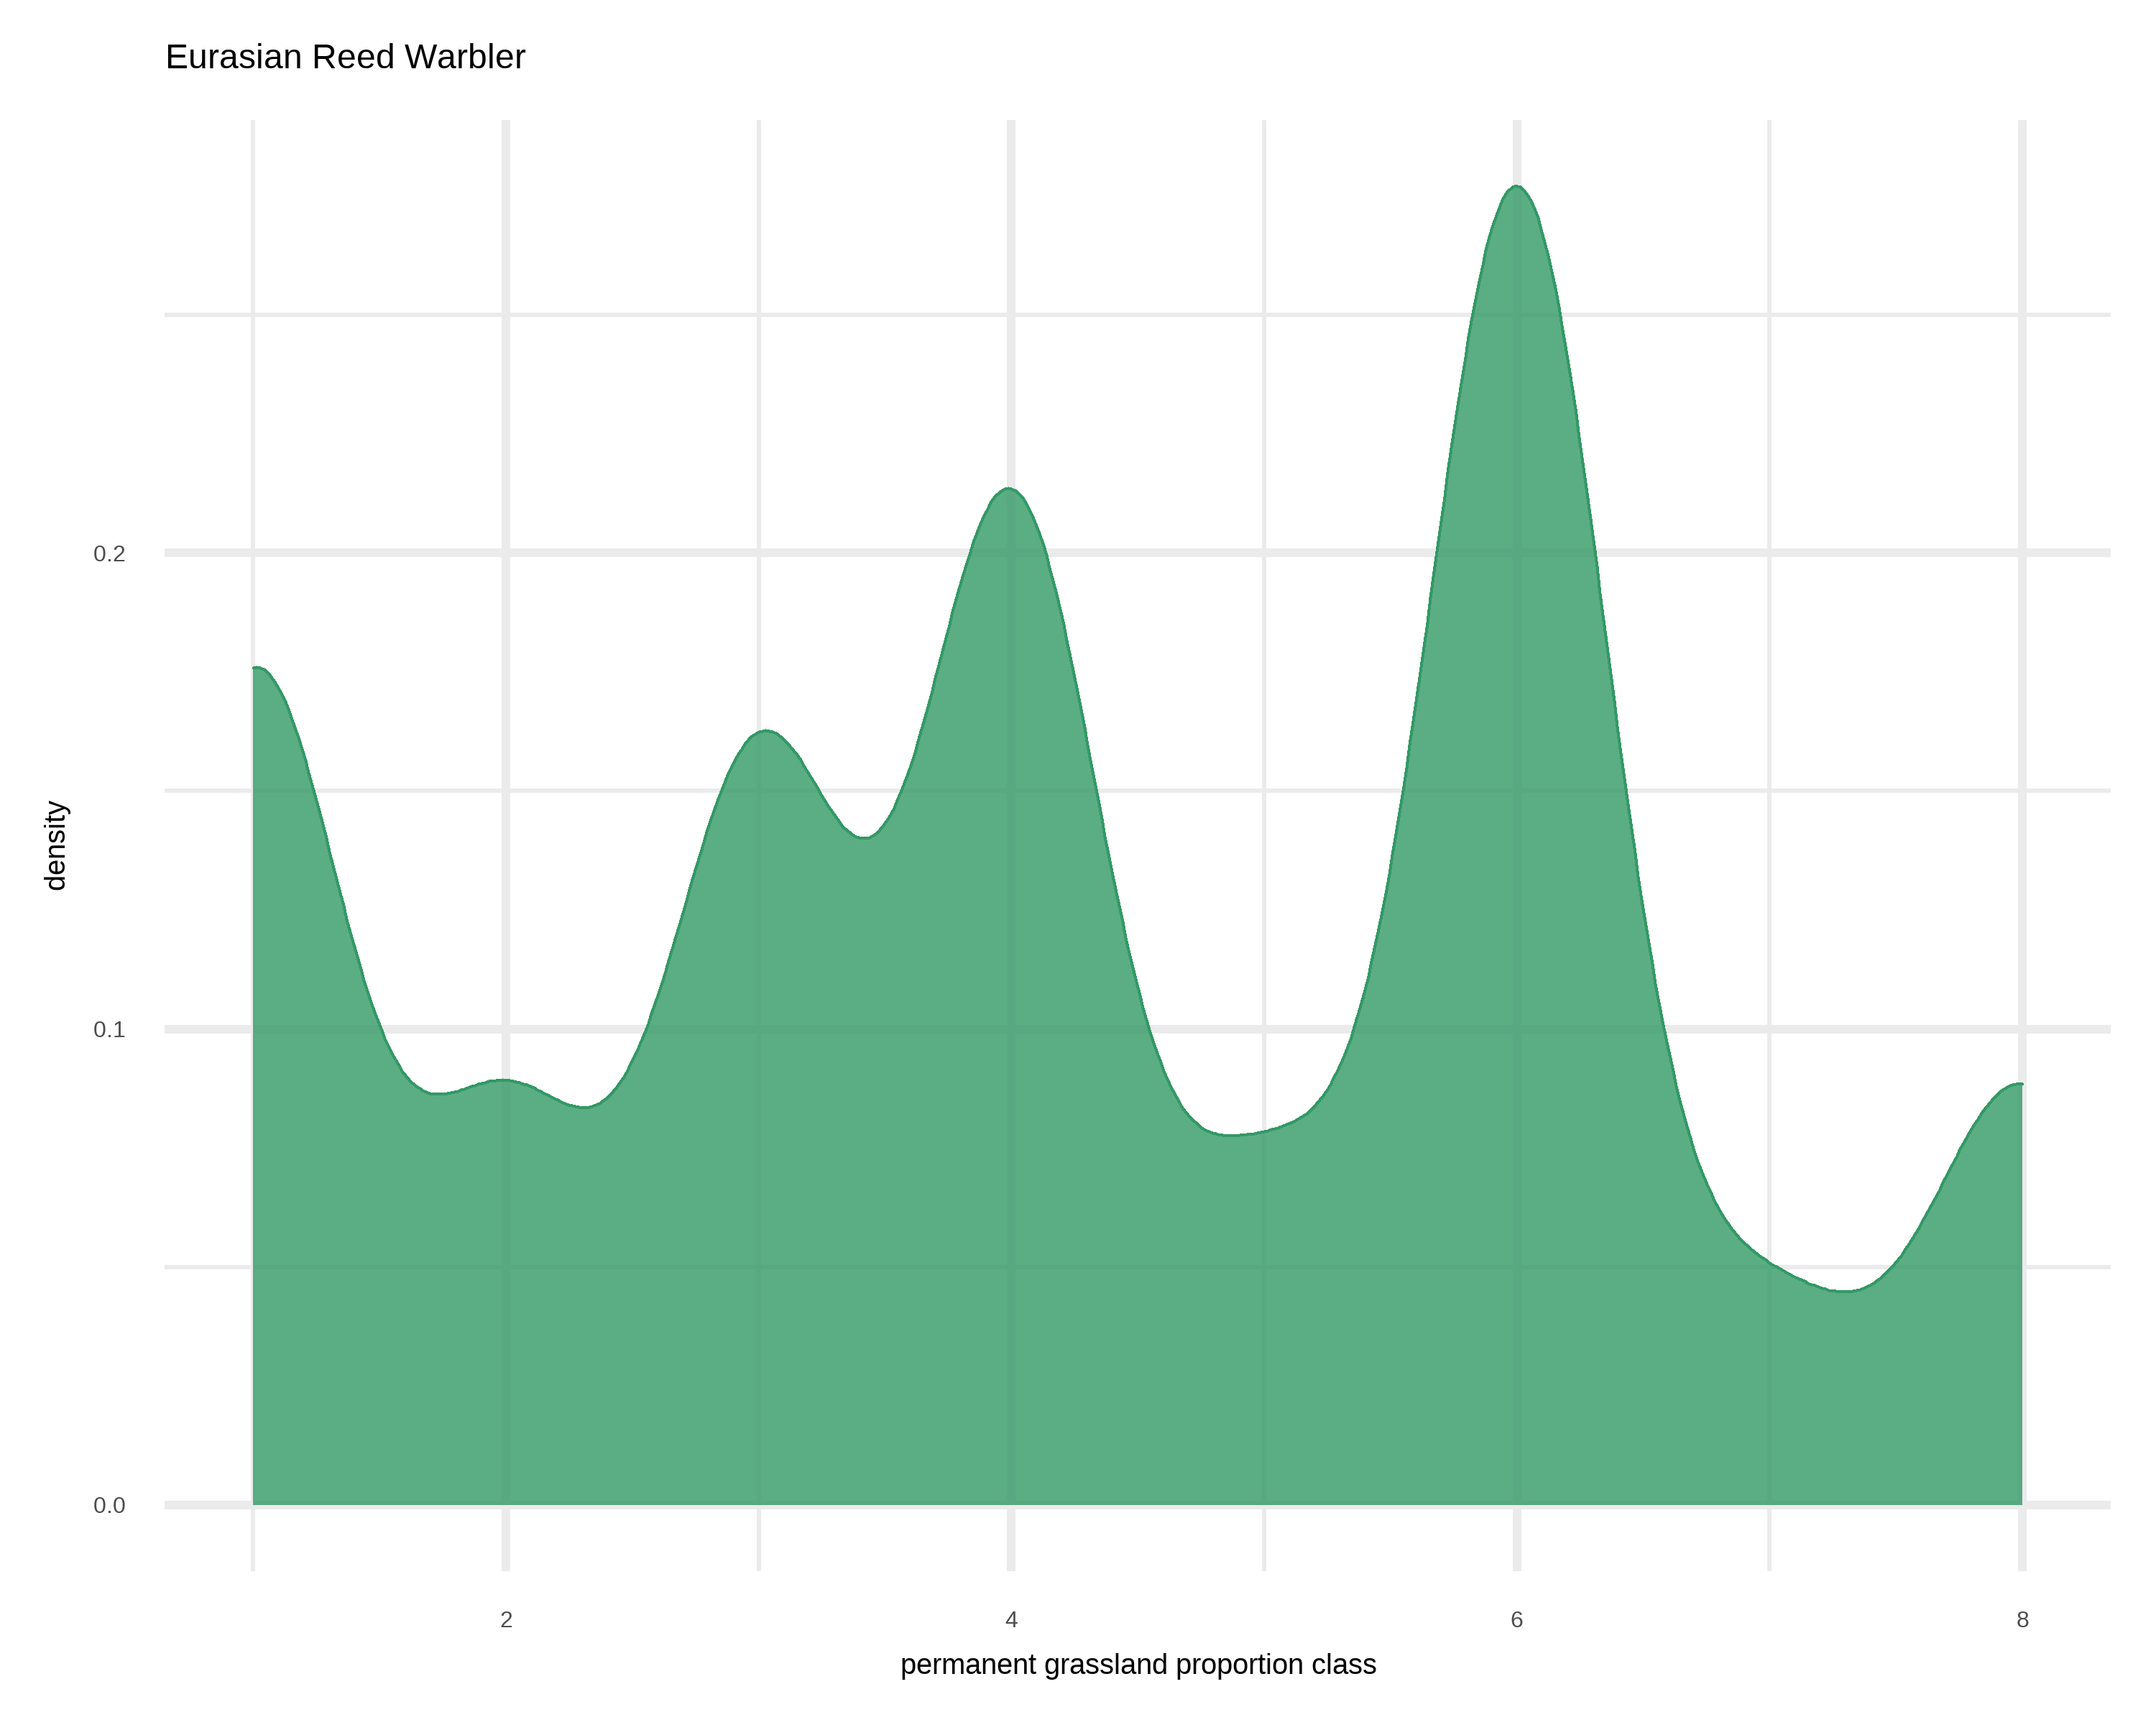 Eurasian Reed Warbler
density
0.2
0.1
0.0
2
4
6
8
permanent grassland proportion class